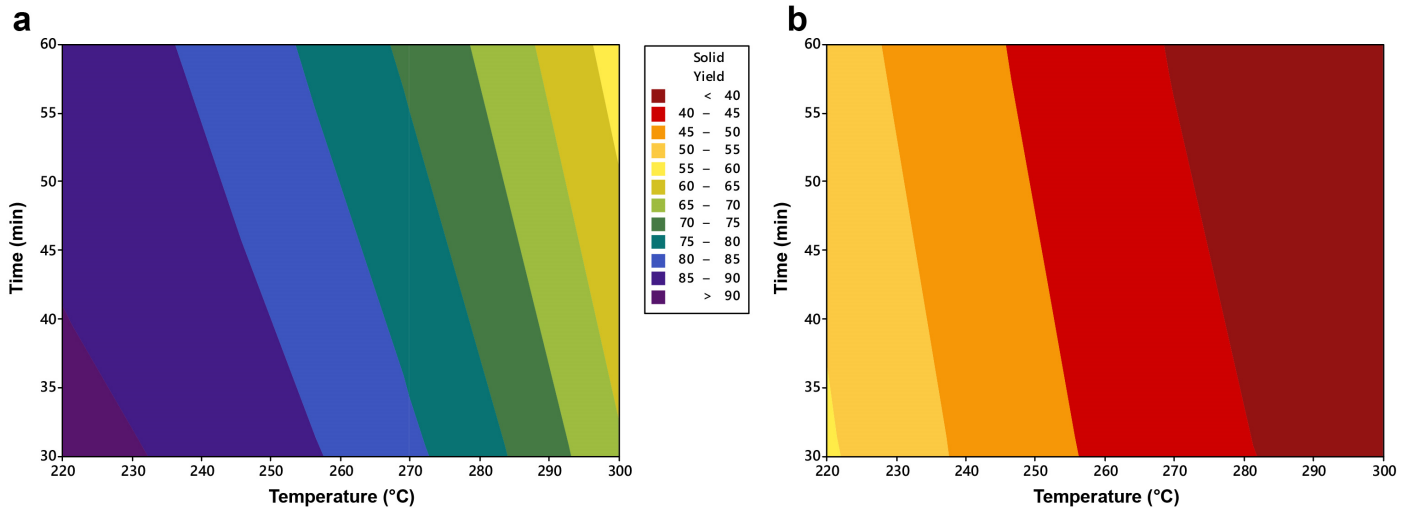 a
60
55
50
45
40
35
30
220 230 240 250 260 270 280 290 300
Time (min)
Temperature (°C)
Solid
Yield
< 40
40 – 45
45 – 50
50 – 55
55 – 60
60 – 65
65 – 70
70 – 75
75 – 80
80 – 85
85 – 90
> 90
b
60
55
50
45
40
35
30
220 230 240 250 260 270 280 290 300
Time (min)
Temperature (°C)